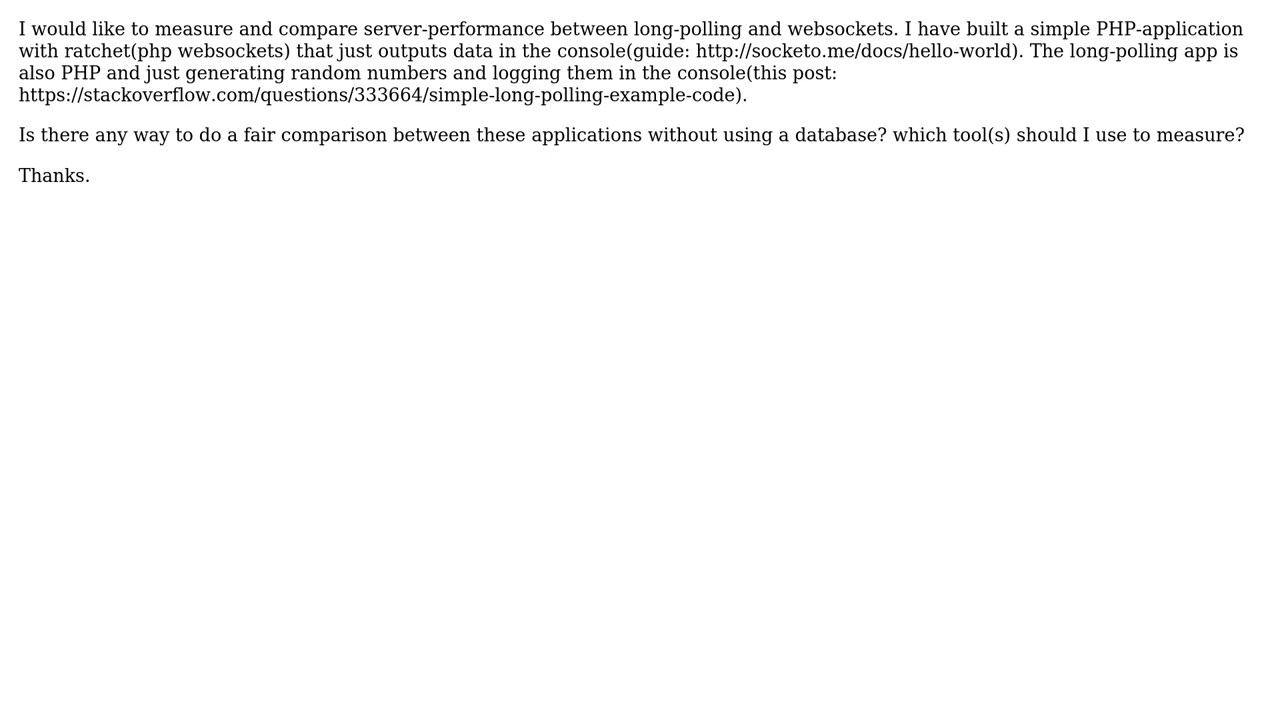 I would like to measure and compare server-performance between long-polling and websockets. I have built a simple PHP-application
with ratchet(php websockets) that just outputs data in the console(guide: http://socketo.me/docs/hello-world). The long-polling app is
also PHP and just generating random numbers and logging them in the console(this post:
https://stackoverflow.com/questions/333664/simple-long-polling-example-code).
Is there any way to do a fair comparison between these applications without using a database? which tool(s) should I use to measure?
Thanks.